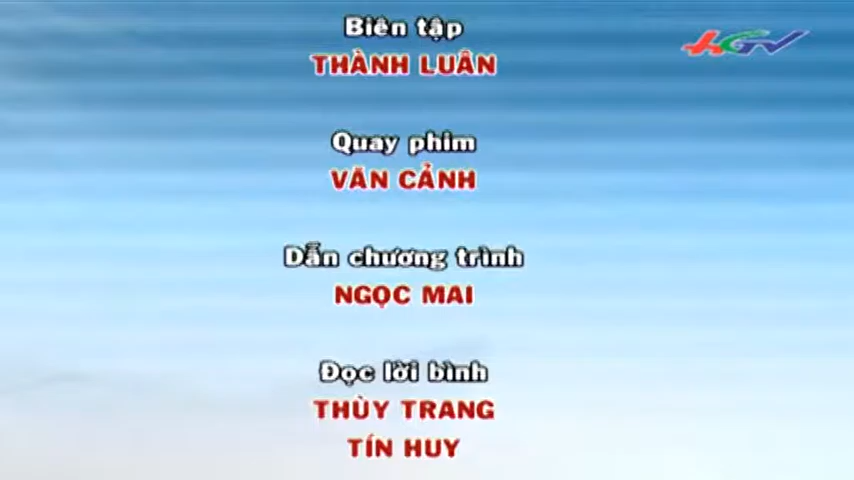 Biên tập
HGV
THÀNH LUÂN
Quay phim
VĂN CẢNH
Dẫn chương trình
NGỌC MAI
Đọc lời bình
THÙY TRANG
TÍN HUY